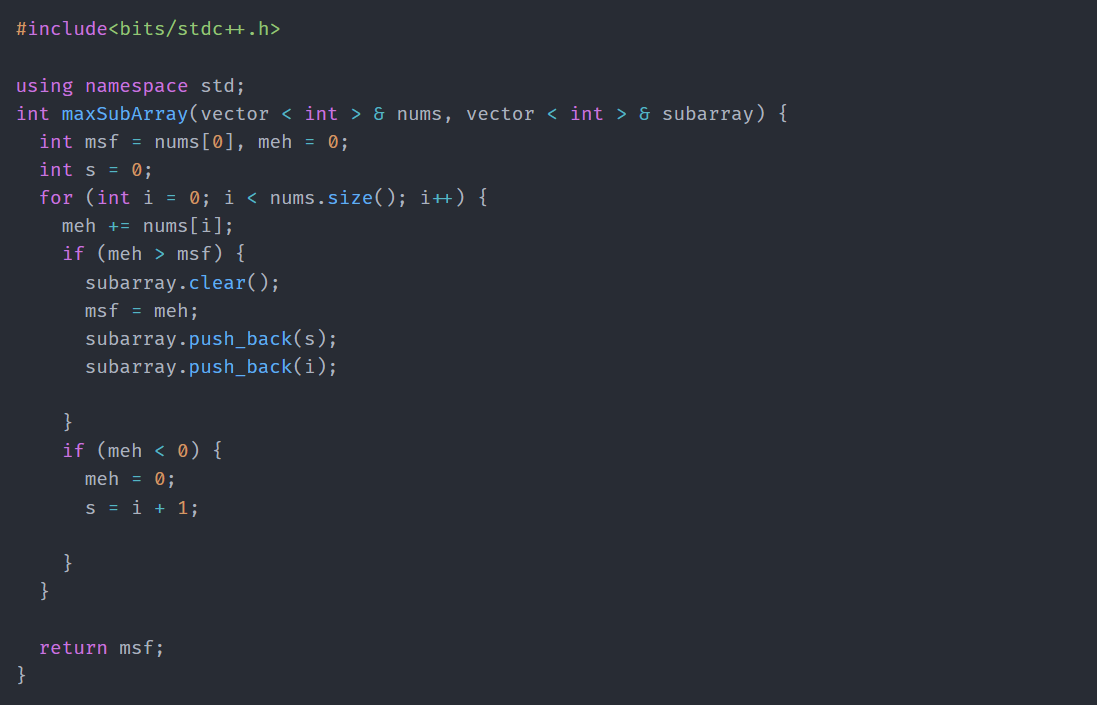 #include<bits/stdc++.h>

using namespace std;
int maxSubArray(vector < int > & nums, vector < int > & subarray) {
  int msf = nums[0], meh = 0;
  int s = 0;
  for (int i = 0; i < nums.size(); i++) {
    meh += nums[i];
    if (meh > msf) {
      subarray.clear();
      msf = meh;
      subarray.push_back(s);
      subarray.push_back(i);

    }
    if (meh < 0) {
      meh = 0;
      s = i + 1;

    }
  }

  return msf;
}